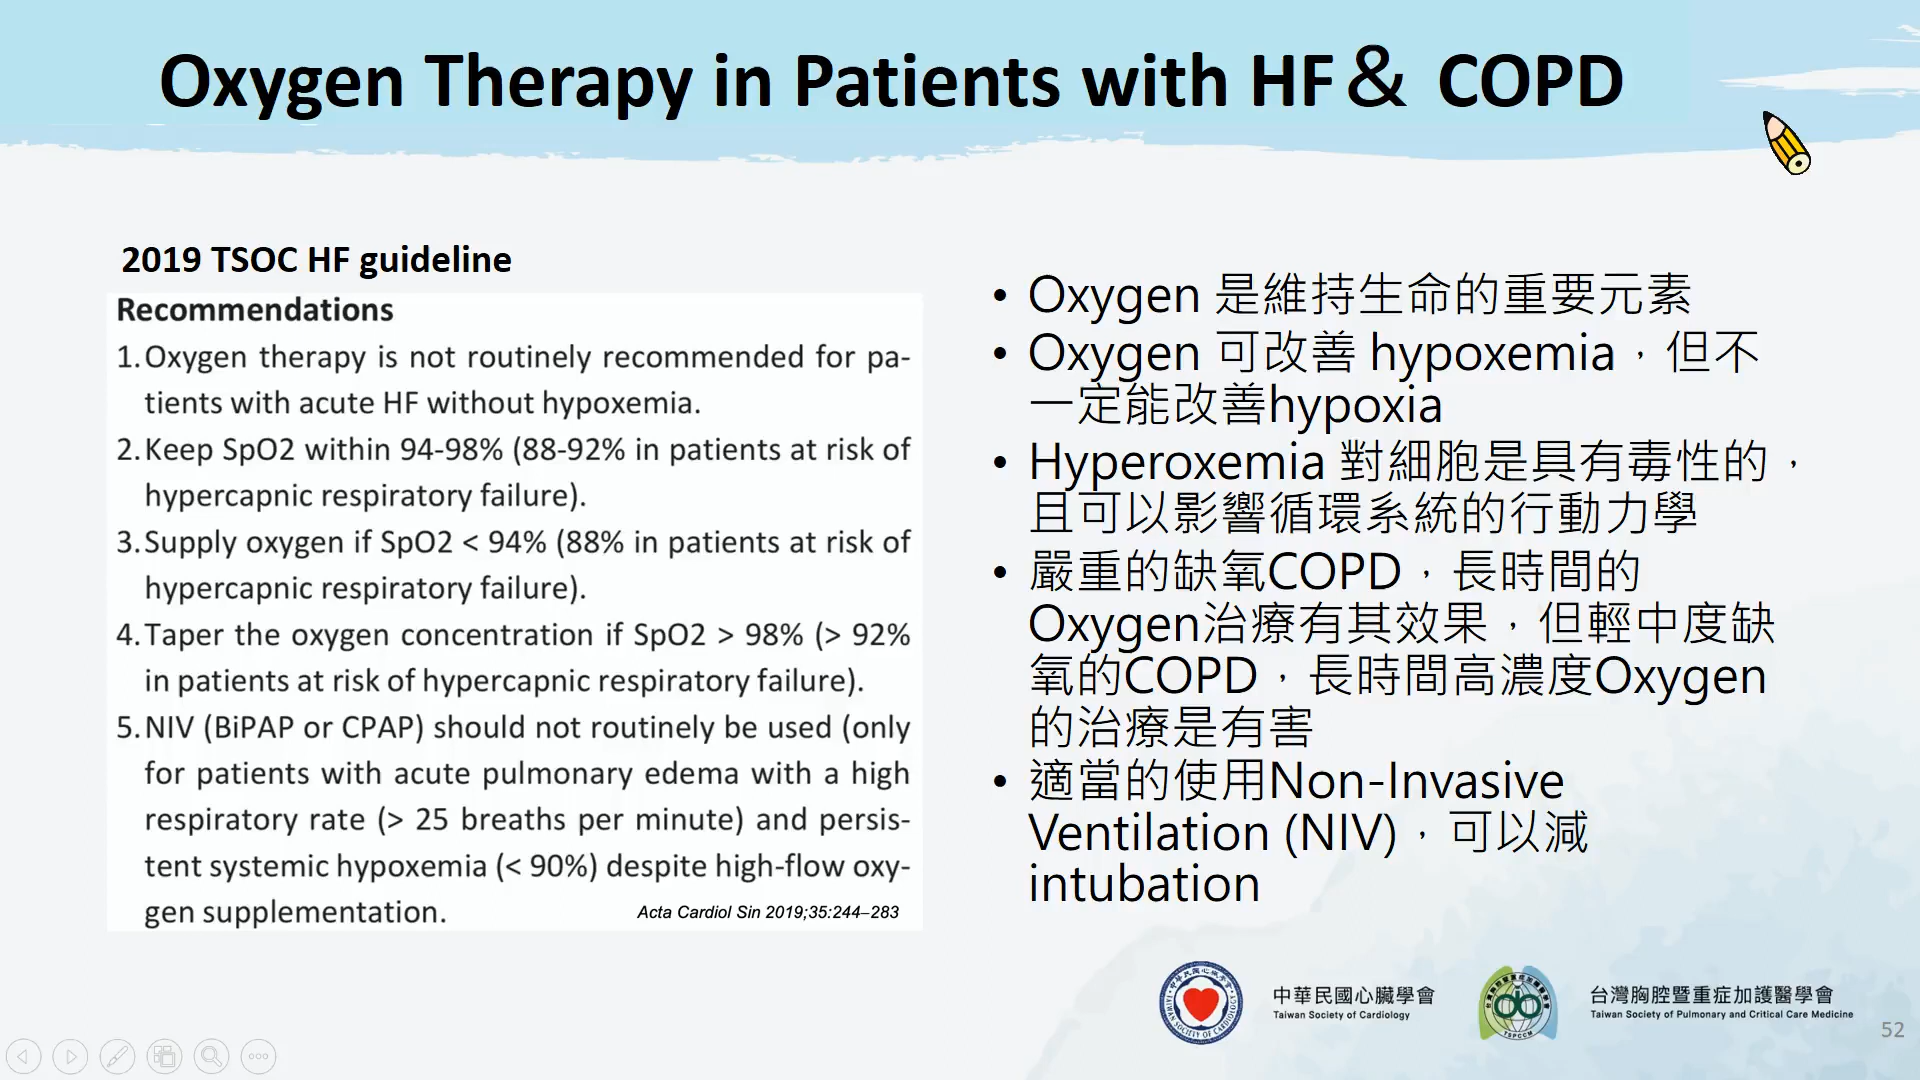 Oxygen Therapy in Patients with HF& COPD
2019 TSOC HF guideline
Recommendations
1.Oxygen therapy is not routinely recommended for pa-
tients with acute HF without hypoxemia.
2.Keep SpO2 within 94-98% (88-92% in patients at risk of
hypercapnic respiratory failure).
3.Supply oxygen if SpO2 < 94% (88% in patients at risk of
hypercapnic respiratory failure).
4.Taper the oxygen concentration if SpO2 > 98% (> 92%
in patients at risk of hypercapnic respiratory failure).
5.NIV (BiPAP or CPAP) should not routinely be used (only
for patients with acute pulmonary edema with a high
respiratory rate (> 25 breaths per minute) and persis-
tent systemic hypoxemia (< 90%) despite high-flow oxy-
gen supplementation.
Acta Cardiol Sin 2019;35:244–283
• Oxygen 是維持生命的重要元素
• Oxygen 可改善 hypoxemia，但不
一定能改善hypoxia
• Hyperoxemia 對細胞是具有毒性的，
且可以影響循環系統的行動力學
• 嚴重的缺氧COPD，長時間的
Oxygen治療有其效果，但輕中度缺
氧的COPD，長時間高濃度Oxygen
的治療是有害
• 適當的使用Non-Invasive
Ventilation (NIV)，可以減
intubation
中華民國心臟學會
Taiwan Society of Cardiology
台灣胸腔暨重症加護醫學會
Taiwan Society of Pulmonary and Critical Care Medicine
TSPCCM
52